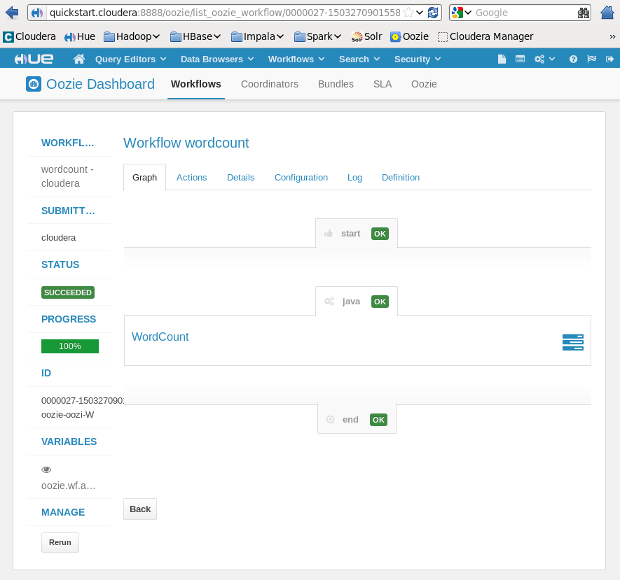 quickstart.cloudera:8888/oozie/list_oozie_workflow/0000027-1503270901558
Google
Cloudera Hue Hadoop HBase Impala Spark Solr Oozie Cloudera Manager »
HUE Query Editors Data Browsers Workflows Search Security
Oozie Dashboard Workflows Coordinators Bundles SLA Oozie
WORKFL...
wordcount -
cloudera
SUBMITT...
cloudera
STATUS
SUCCEEDED
PROGRESS
100%
ID
0000027-150327090
oozie-oozi-W
VARIABLES
oozie.wf.a...
MANAGE
Rerun
Workflow wordcount
Graph Actions Details Configuration Log Definition
start OK
java OK
WordCount
end OK
Back